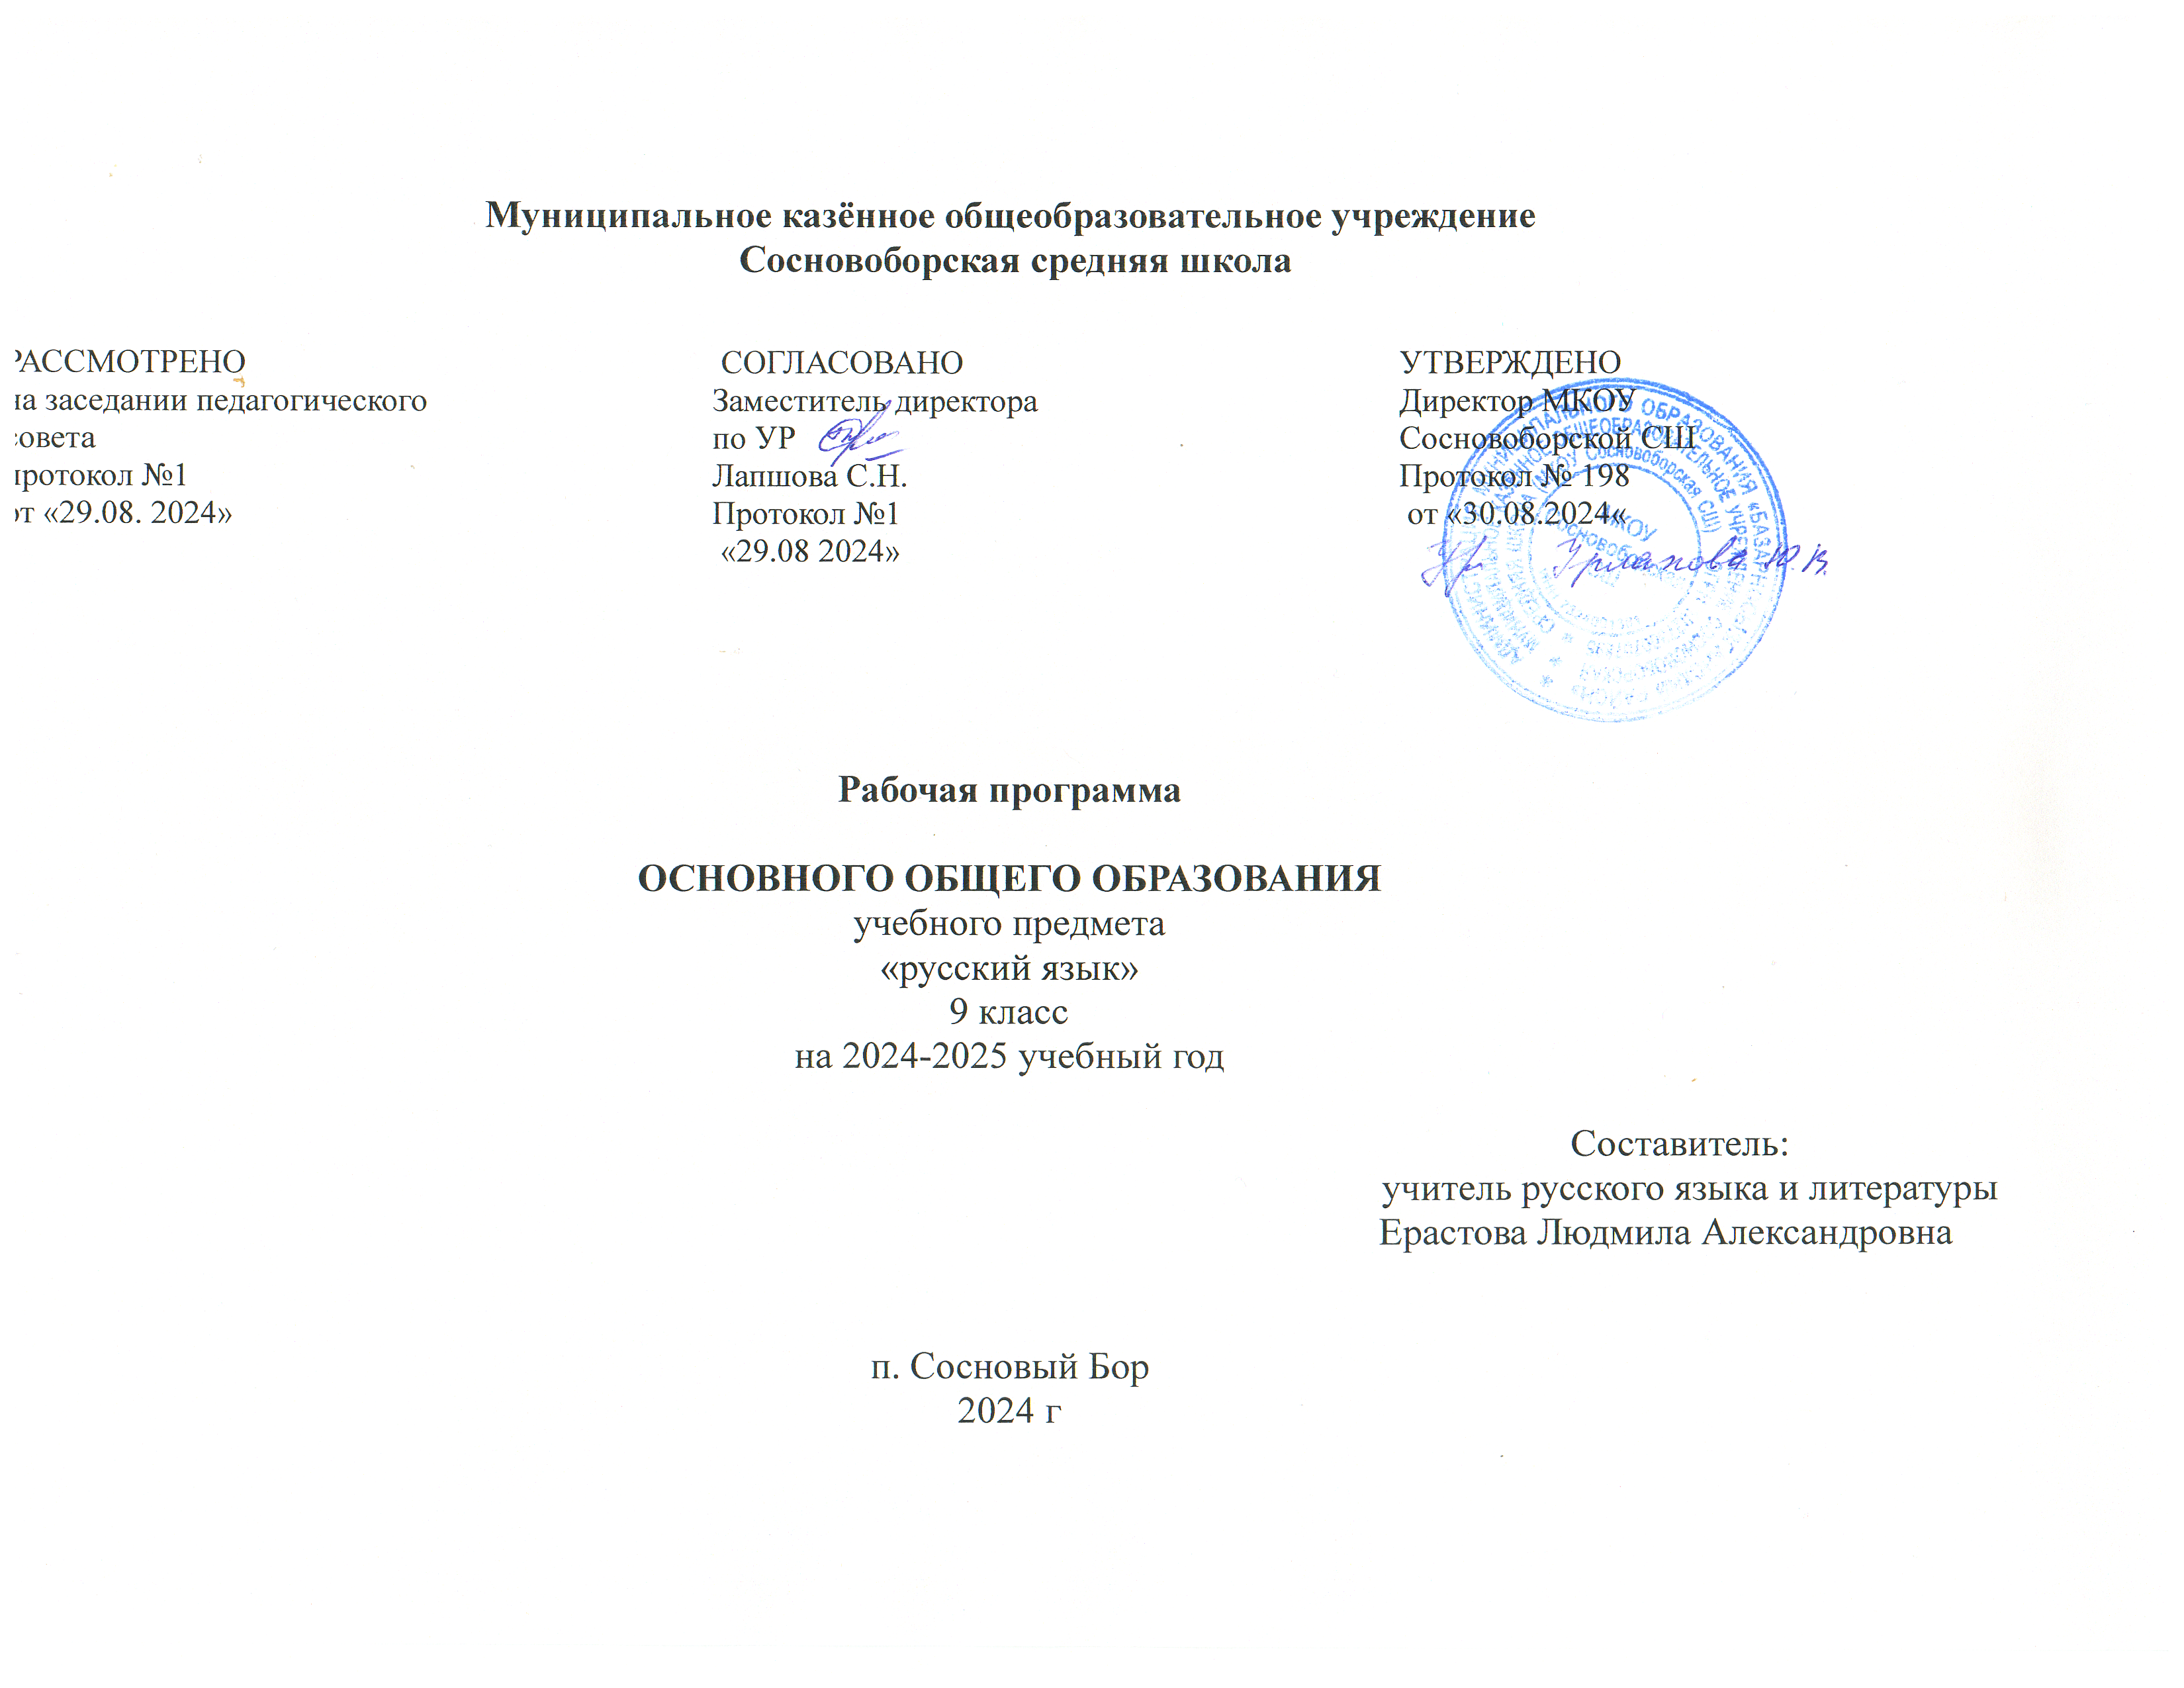 Муниципальное казённое общеобразовательное учреждение
Сосновоборская средняя школа
РАССМОТРЕНО
на заседании педагогического
совета
протокол №1
от «29.08. 2024»
СОГЛАСОВАНО
Заместитель директора
по УР
Лапшова С.Н.
Протокол №1
«29.08 2024»
УТВЕРЖДЕНО
Директор МКОУ
Сосновоборской СШ
Протокол № 198
от «30.08.2024«
Рабочая программа
ОСНОВНОГО ОБЩЕГО ОБРАЗОВАНИЯ
учебного предмета
«русский язык»
9 класс
на 2024-2025 учебный год
Составитель:
учитель русского языка и литературы
Ерастова Людмила Александровна
п. Сосновый Бор
2024 г